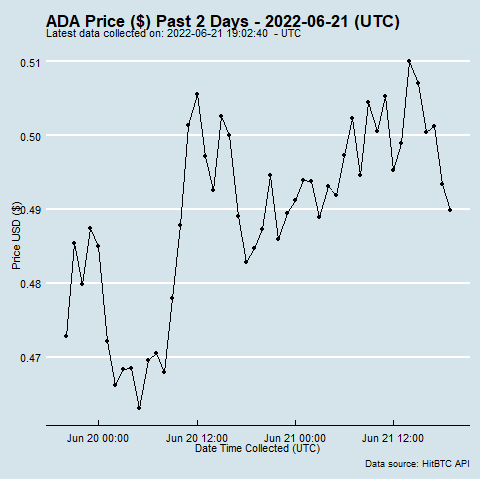 ADA Price ($) Past 2 Days - 2022-06-21 (UTC)
Latest data collected on: 2022-06-21 19:02:40 - UTC
0.51
0.50
0.49
0.48
0.47
Price USD ($)
Jun 20 00:00
Jun 20 12:00
Jun 21 00:00
Jun 21 12:00
Date Time Collected (UTC)
Data source: HitBTC API